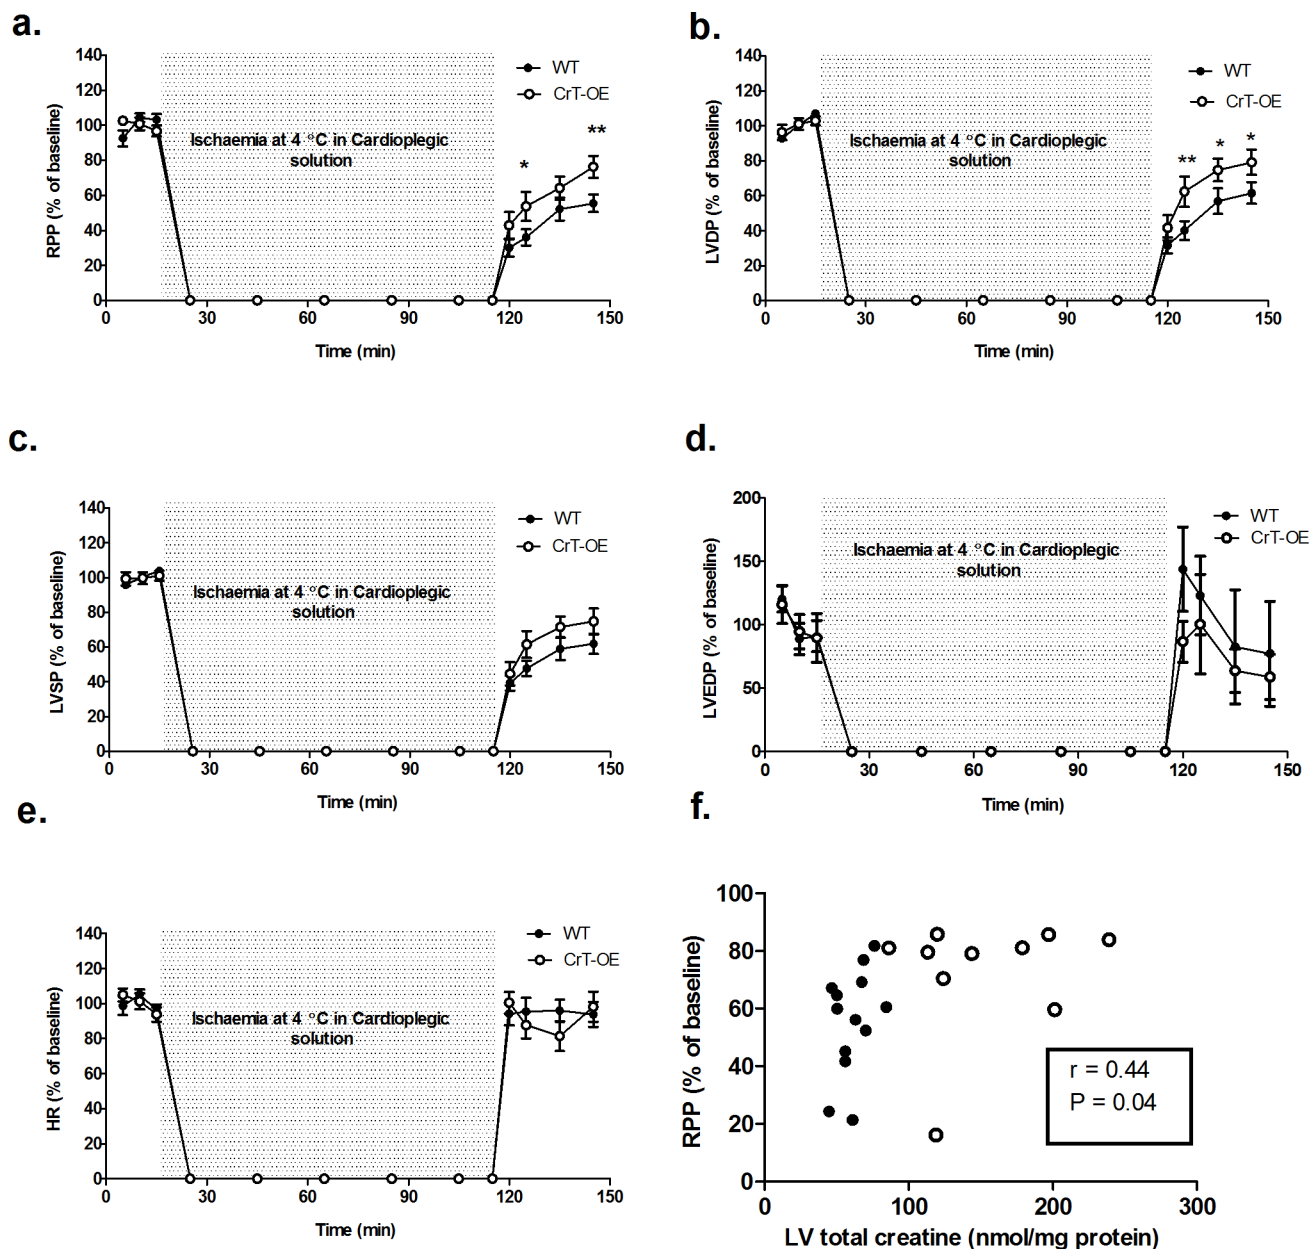 a.
RPP (% of baseline)
140
120
100
80
60
40
20
0
0
30
60
90
120
150
Time (min)
Ischaemia at 4 °C in Cardioplegic
solution
WT
CrT-OE
*
**
b.
LVDP (% of baseline)
140
120
100
80
60
40
20
0
0
30
60
90
120
150
Time (min)
Ischaemia at 4 °C in Cardioplegic
solution
WT
CrT-OE
**
*
*
c.
LVSP (% of baseline)
140
120
100
80
60
40
20
0
0
30
60
90
120
150
Time (min)
Ischaemia at 4 °C in Cardioplegic
solution
WT
CrT-OE
d.
LVEDP (% of baseline)
200
150
100
50
0
0
30
60
90
120
150
Time (min)
Ischaemia at 4 °C in Cardioplegic
solution
WT
CrT-OE
e.
HR (% of baseline)
140
120
100
80
60
40
20
0
0
30
60
90
120
150
Time (min)
Ischaemia at 4 °C in Cardioplegic
solution
WT
CrT-OE
f.
RPP (% of baseline)
100
80
60
40
20
0
0
100
200
300
LV total creatine (nmol/mg protein)
r = 0.44
P = 0.04